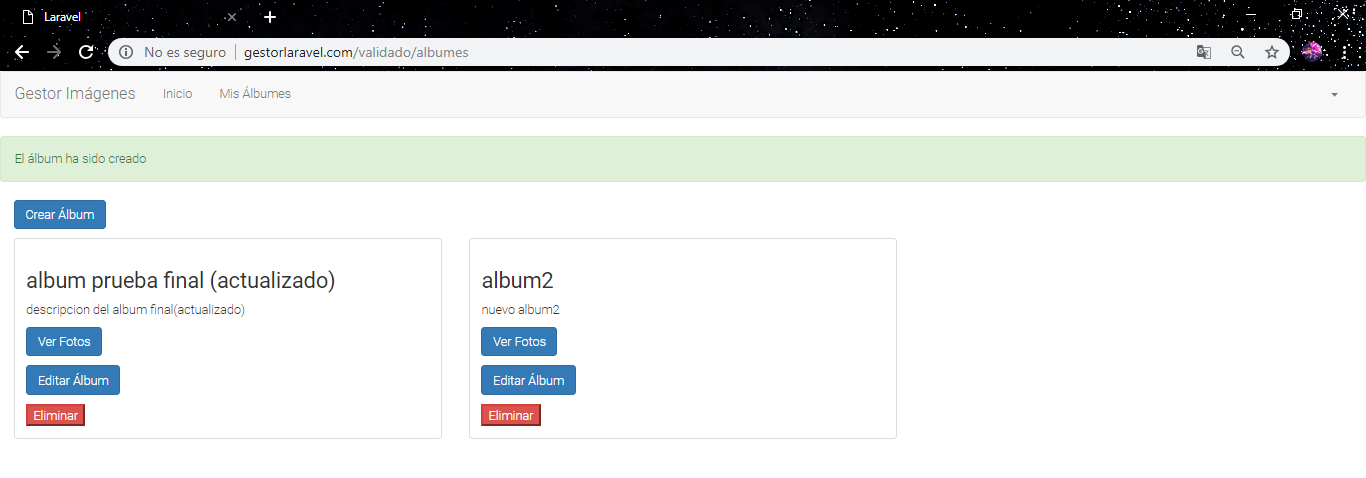 Laravel
No es seguro gestorlaravel.com/validado/albumes
Gestor Imágenes Inicio Mis Álbumes
El álbum ha sido creado
Crear Álbum
album prueba final (actualizado)
descripcion del album final(actualizado)
Ver Fotos
Editar Álbum
Eliminar
album2
nuevo album2
Ver Fotos
Editar Álbum
Eliminar